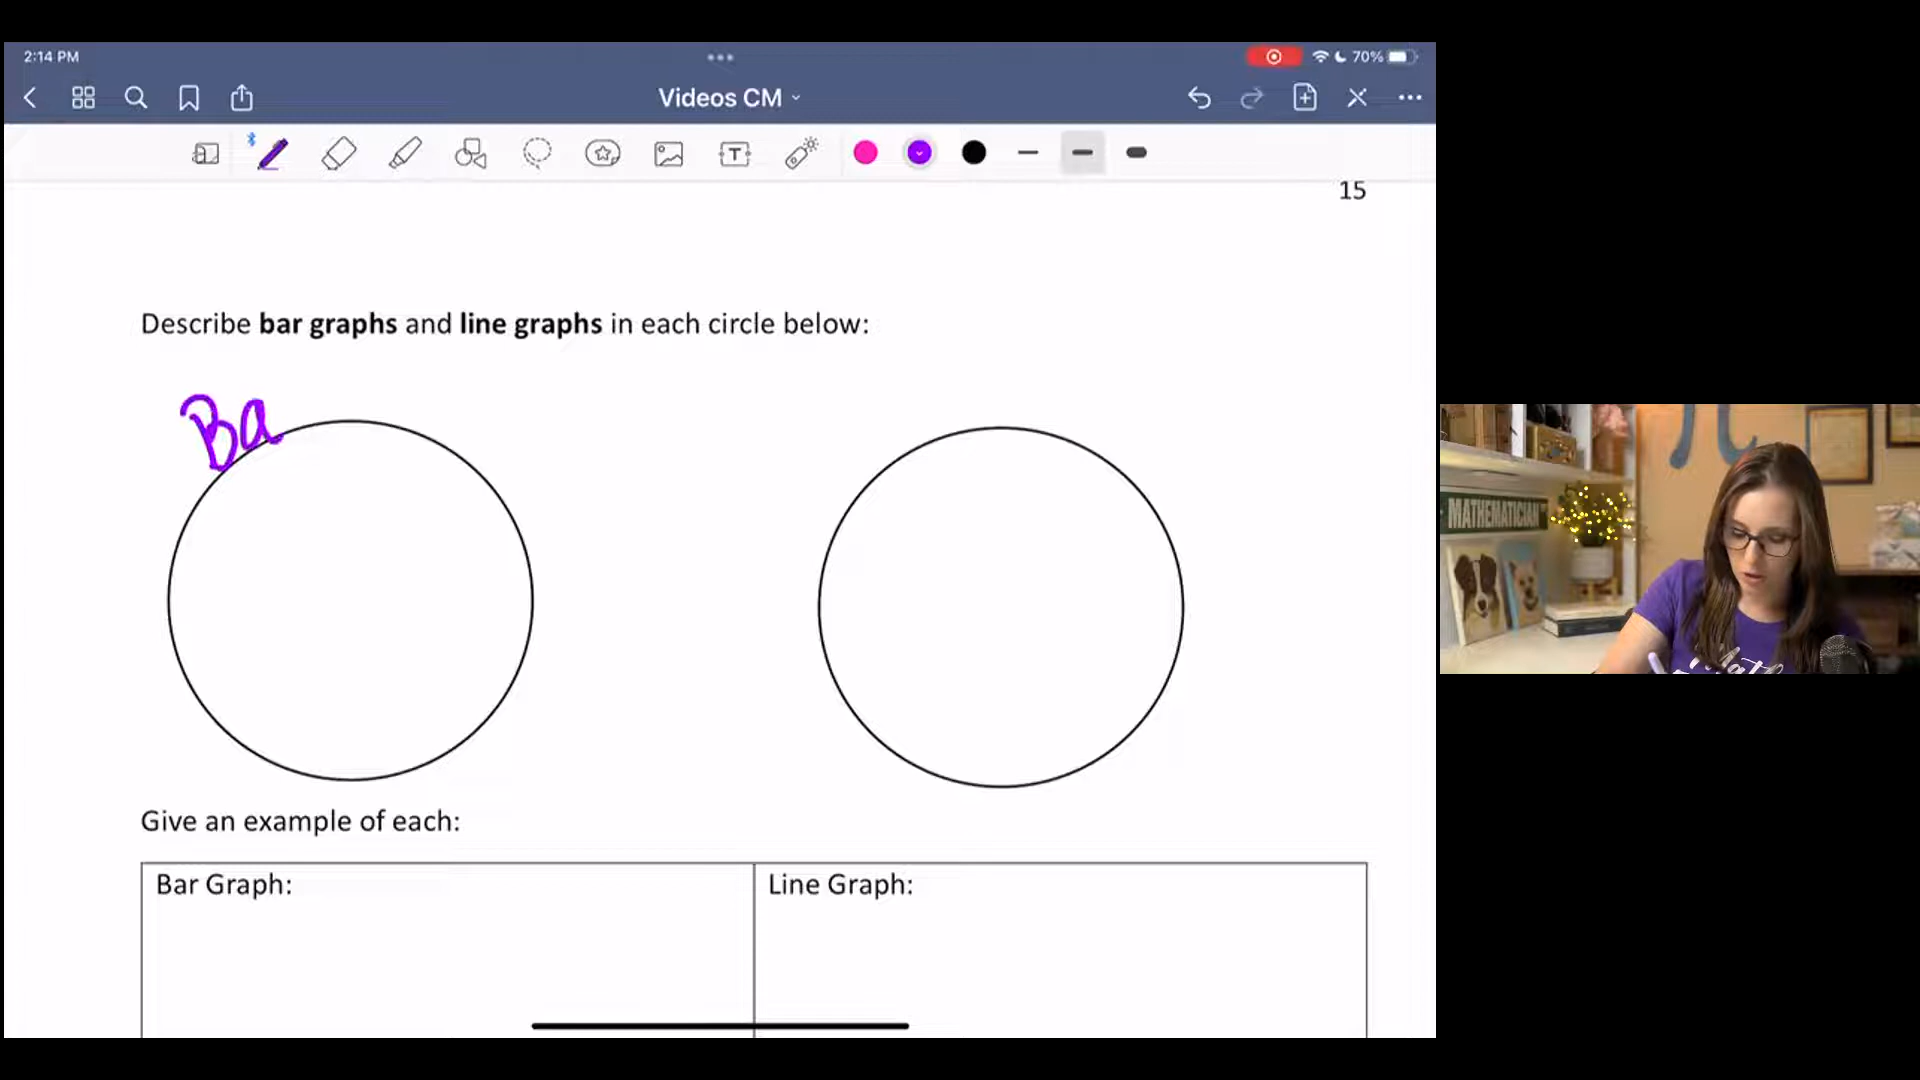 2:14 PM
70%
Videos CM
T
15
Describe bar graphs and line graphs in each circle below:
Ba
MATHEMATICIAN
Math
Give an example of each:
Bar Graph:
Line Graph: